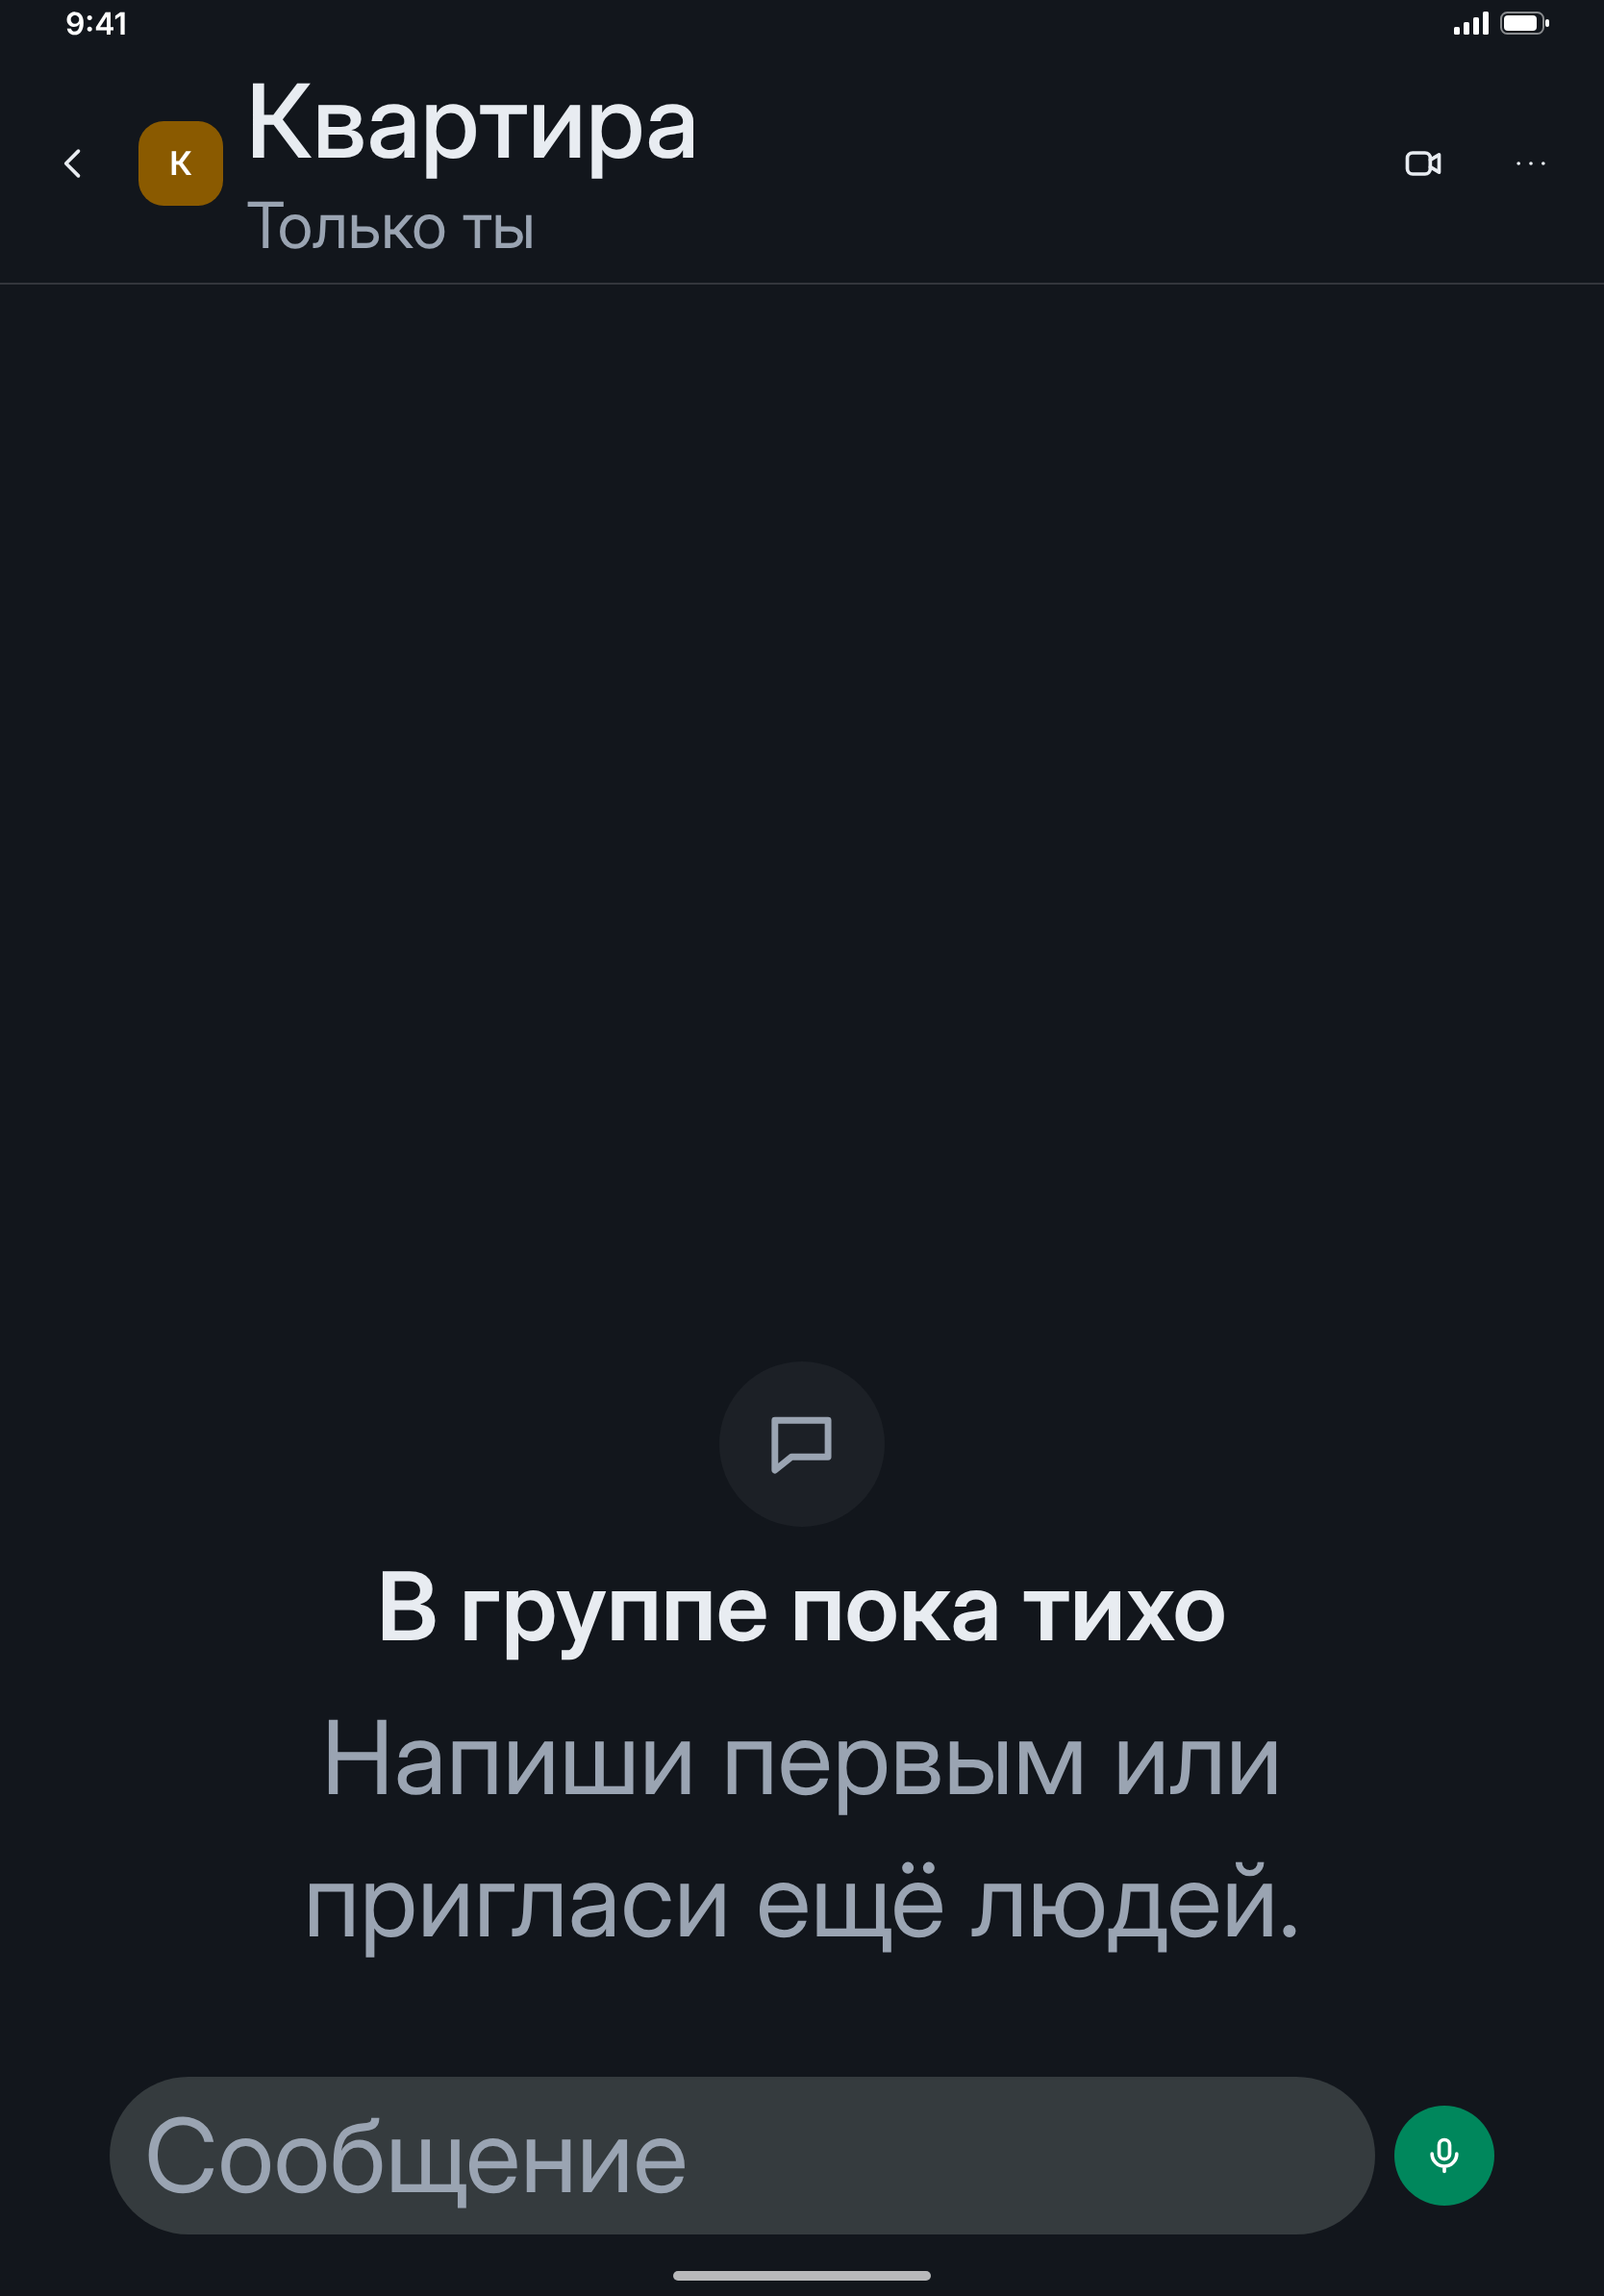 9:41
К
Квартира
Только ты
В группе пока тихо
Напиши первым или
пригласи ещё людей.
Сообщение